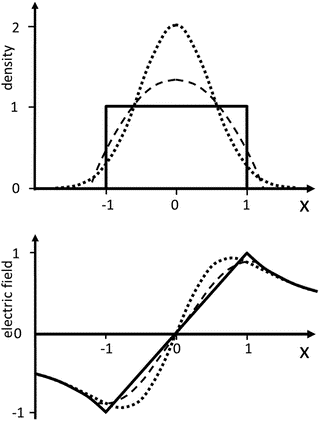 density
2
1
0
-1 0 1 X
electric field
1
0
-1 0 1 X
-1